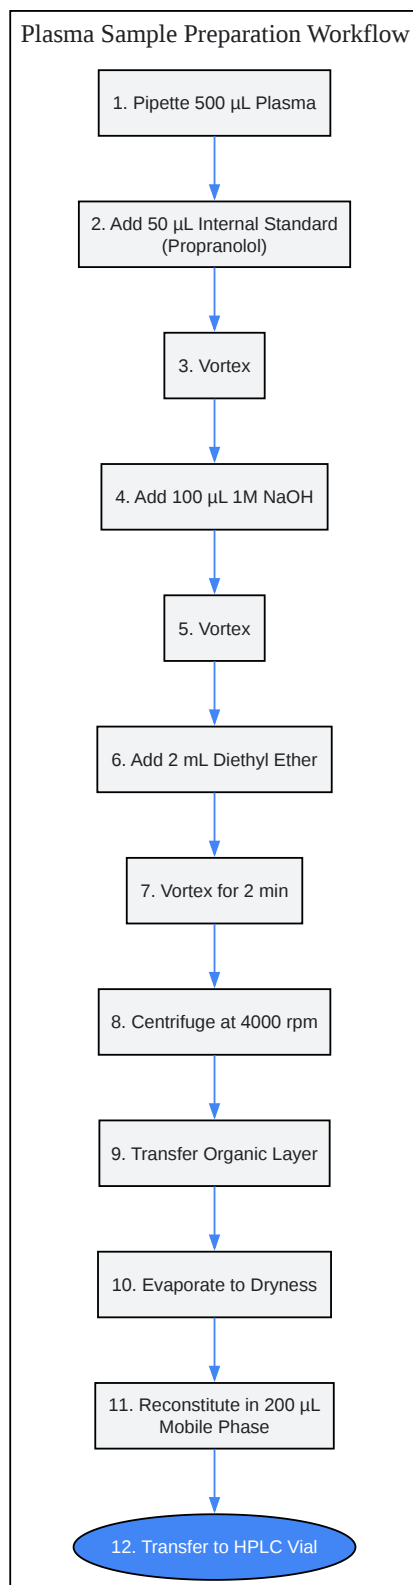 Plasma Sample Preparation Workflow
1. Pipette 500 µL Plasma
2. Add 50 µL Internal Standard
(Propranolol)
3. Vortex
4. Add 100 µL 1M NaOH
5. Vortex
6. Add 2 mL Diethyl Ether
7. Vortex for 2 min
8. Centrifuge at 4000 rpm
9. Transfer Organic Layer
10. Evaporate to Dryness
11. Reconstitute in 200 µL
Mobile Phase
12. Transfer to HPLC Vial